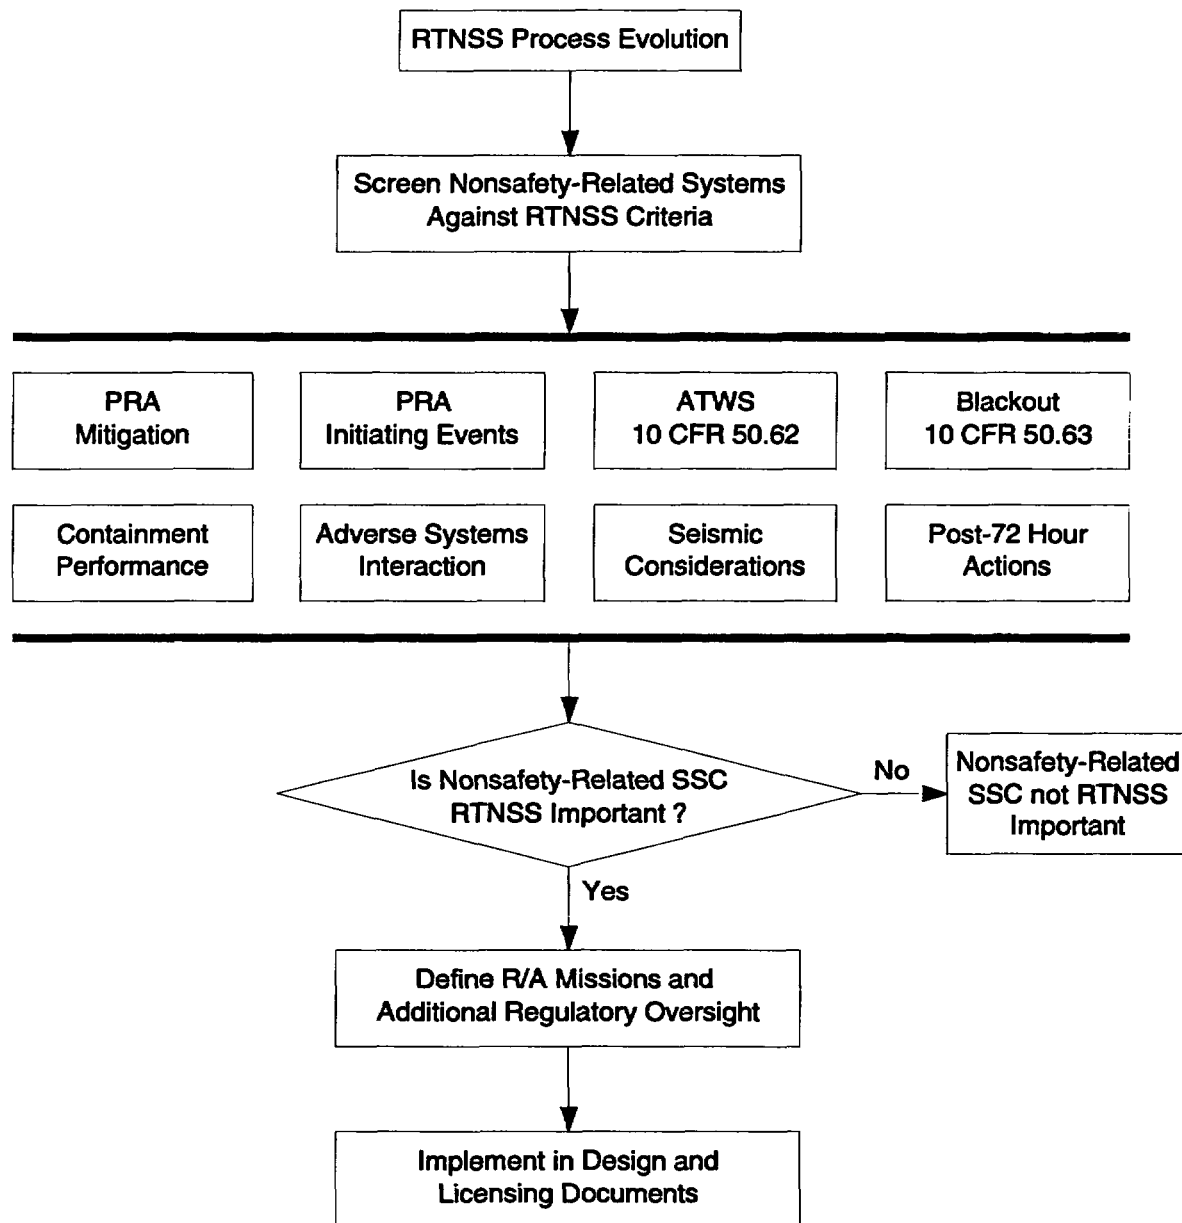 RTNSS Process Evolution
Screen Nonsafety-Related Systems
Against RTNSS Criteria
PRA
Mitigation
PRA
Initiating Events
ATWS
10 CFR 50.62
Blackout
10 CFR 50.63
Containment
Performance
Adverse Systems
Interaction
Seismic
Considerations
Post-72 Hour
Actions
Is Nonsafety-Related SSC
RTNSS Important ?
No
Nonsafety-Related
SSC not RTNSS
Important
Yes
Define R/A Missions and
Additional Regulatory Oversight
Implement in Design and
Licensing Documents